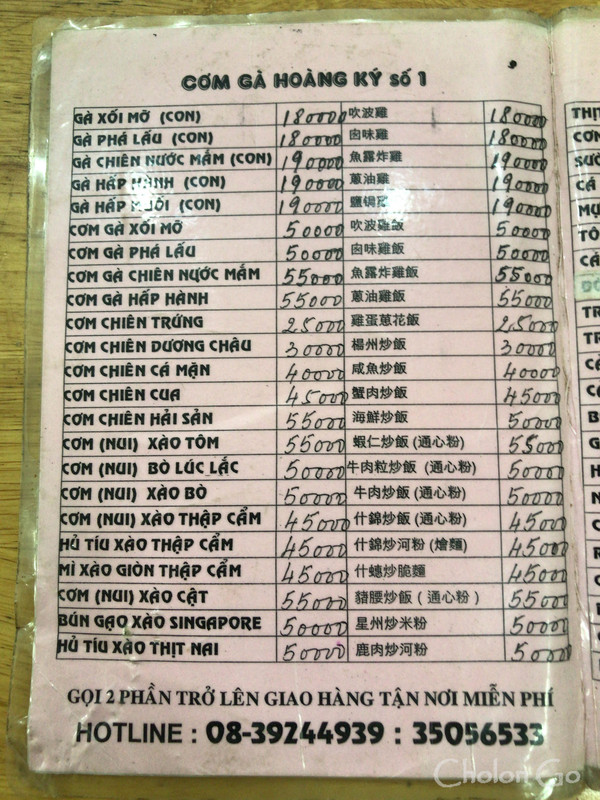 CƠM GÀ HOÀNG KÝ SỐ 1
GÀ XỐI MỠ (CON) 180000 吹波雞 180000
GÀ PHÁ LẤU (CON) 180000 卤味雞 180000
GÀ CHIÊN NƯỚC MẮM (CON) 190000 魚露炸雞 190000
GÀ HẤP HÀNH (CON) 190000 蔥油雞 190000
GÀ HẤP MUỐI (CON) 190000 鹽焗 190000
CƠM GÀ XỐI MỠ 50000 吹波雞飯 50000
CƠM GÀ PHÁ LẤU 50000 卤味雞飯 50000
CƠM GÀ CHIÊN NƯỚC MẮM 55000 魚露炸雞飯 55000
CƠM GÀ HẤP HÀNH 55000 蔥油雞飯 55000
CƠM CHIÊN TRỨNG 25000 雞蛋蔥花飯 25000
CƠM CHIÊN DƯƠNG CHÂU 30000 楊州炒飯 30000
CƠM CHIÊN CÁ MẶN 40000 咸魚炒飯 40000
CƠM CHIÊN CUA 45000 蟹肉炒飯 45000
CƠM CHIÊN HẢI SẢN 55000 海鮮炒飯 50000
CƠM (NUI) XÀO TÔM 55000 蝦仁炒飯 (通心粉) 55000
CƠM (NUI) BÒ LÚC LẮC 50000 牛肉粒炒飯 (通心粉) 50000
CƠM (NUI) XÀO BÒ 50000 牛肉炒飯 (通心粉) 50000
CƠM (NUI) XÀO THẬP CẨM 45000 什錦炒飯 (通心粉) 45000
HỦ TÍU XÀO THẬP CẨM 45000 什錦炒河粉 (燴麵) 45000
MÌ XÀO GIÒN THẬP CẨM 45000 什炒脆麵 45000
CƠM (NUI) XÀO CẬT 55000 豬腰炒飯 ( 通心粉 ) 55000
BÚN GẠO XÀO SINGAPORE 50000 星州炒米粉 50000
HỦ TÍU XÀO THỊT NAI 50000 鹿肉炒河粉 50000
GỌI 2 PHẦN TRỞ LÊN GIAO HÀNG TẬN NƠI MIỄN PHÍ
HOTLINE : 08-39244939 : 35056533
Cholon Go